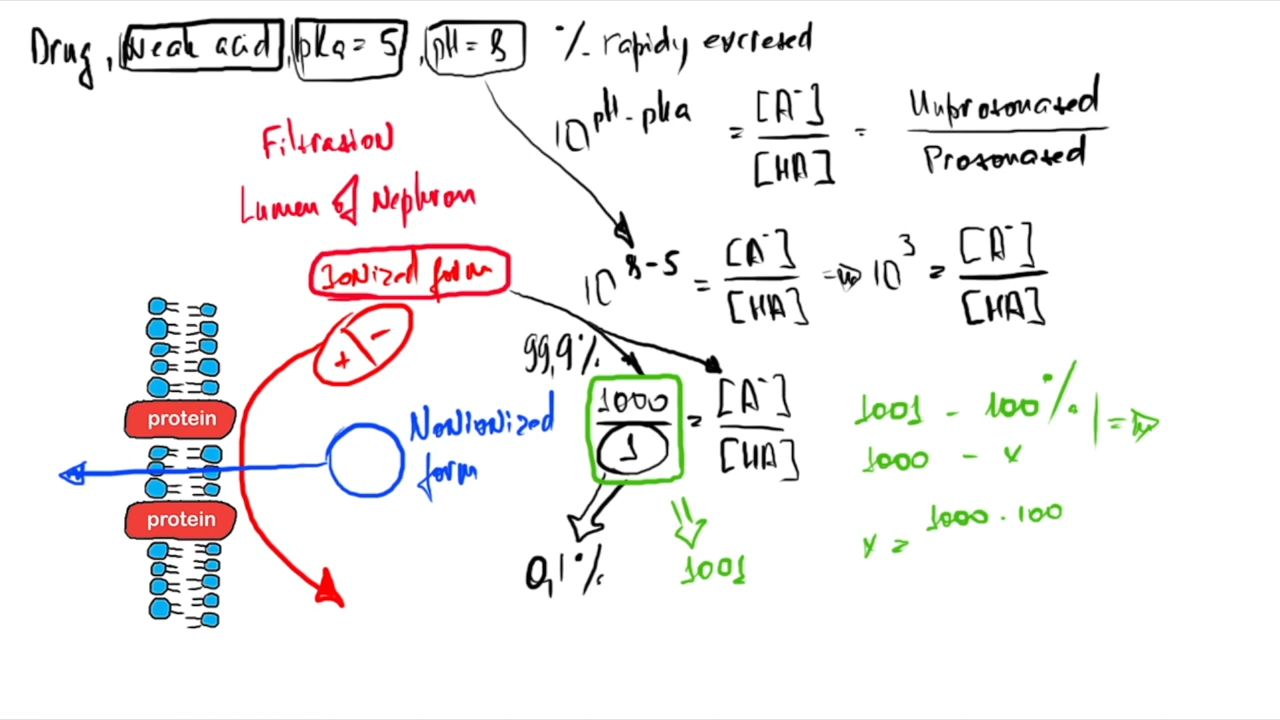 Drug, Weak acid, pKa = 5, pH = 8 % rapidy excreted
10^pH - pKa = [A-] / [HA] = Unprotonated / Protonated
Filtration
Lumen of Nephron
10^8-5 = [A-] / [HA] => 10^3 = [A-] / [HA]
Ionized form
+ -
99,9%
1000 / 1 = [A-] / [HA]
1001 - 100% | =>
1000 - x
Nonionized
form
protein
protein
0,1%
1001
x = 1000 . 100